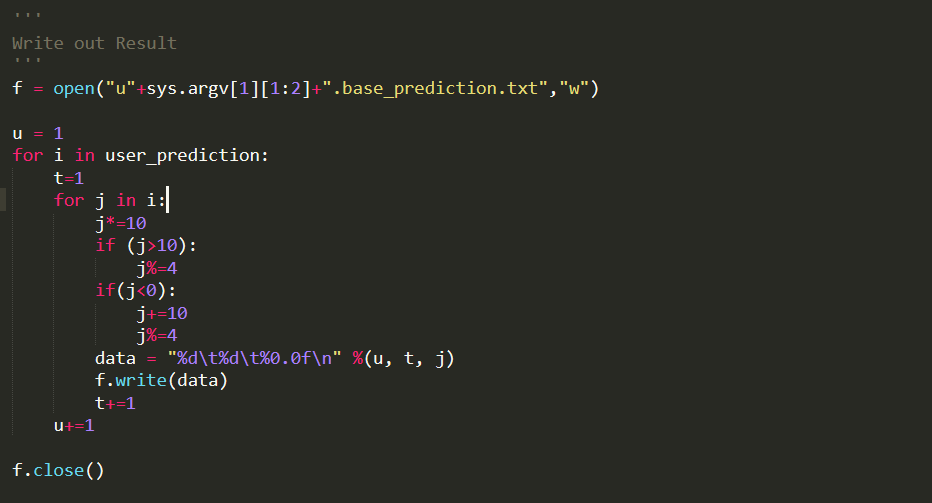 '''
Write out Result
'''
f = open("u"+sys.argv[1][1:2]+".base_prediction.txt","w")

u = 1
for i in user_prediction:
    t=1
    for j in i:
        j*=10
        if (j>10):
            j%=4
        if(j<0):
            j+=10
            j%=4
        data = "%d\t%d\t%0.0f\n" %(u, t, j)
        f.write(data)
        t+=1
    u+=1

f.close()